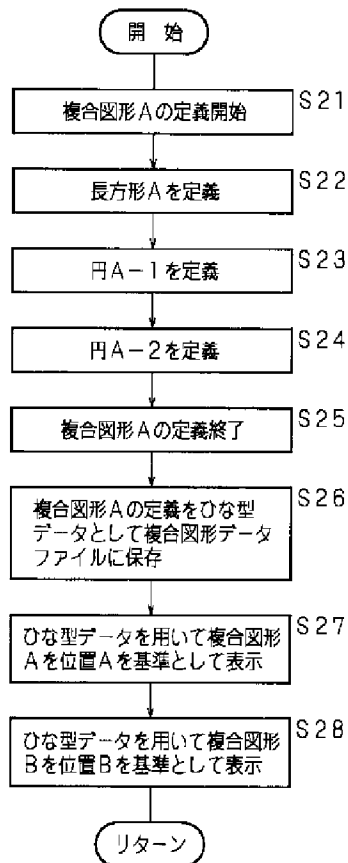 開 始
複合図形Aの定義開始
S21
長方形Aを定義
S22
円A-1を定義
S23
円A-2を定義
S24
複合図形Aの定義終了
S25
複合図形Aの定義をひな型
データとして複合図形データ
ファイルに保存
S26
ひな型データを用いて複合図形
Aを位置Aを基準として表示
S27
ひな型データを用いて複合図形
Bを位置Bを基準として表示
S28
リターン